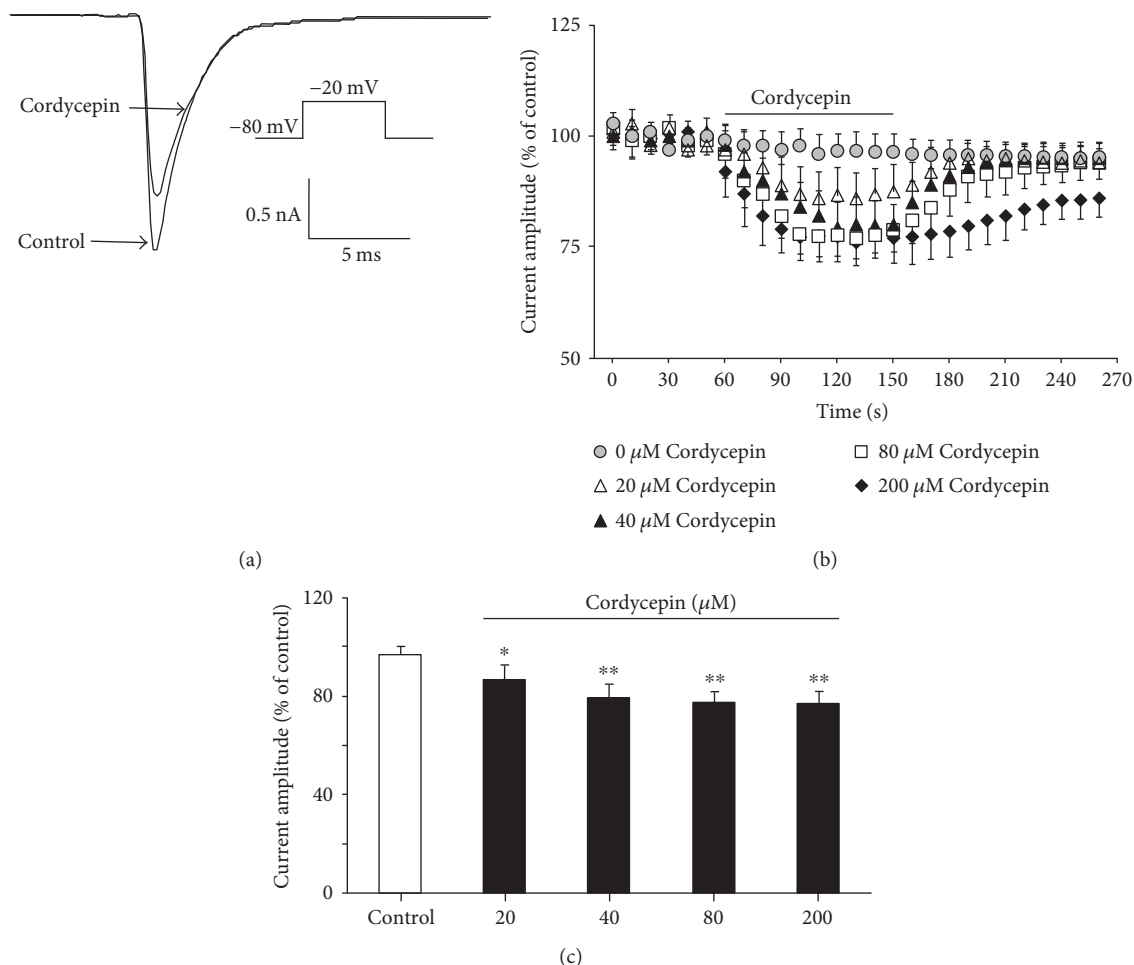 Cordycepin
Control
−20 mV
−80 mV
0.5 nA
5 ms
(a)
Current amplitude (% of control)
125
100
75
50
Cordycepin
0 30 60 90 120 150 180 210 240 270
Time (s)
0 μM Cordycepin
20 μM Cordycepin
40 μM Cordycepin
80 μM Cordycepin
200 μM Cordycepin
(b)
Current amplitude (% of control)
120
80
40
0
Cordycepin (μM)
* ** ** **
Control 20 40 80 200
(c)